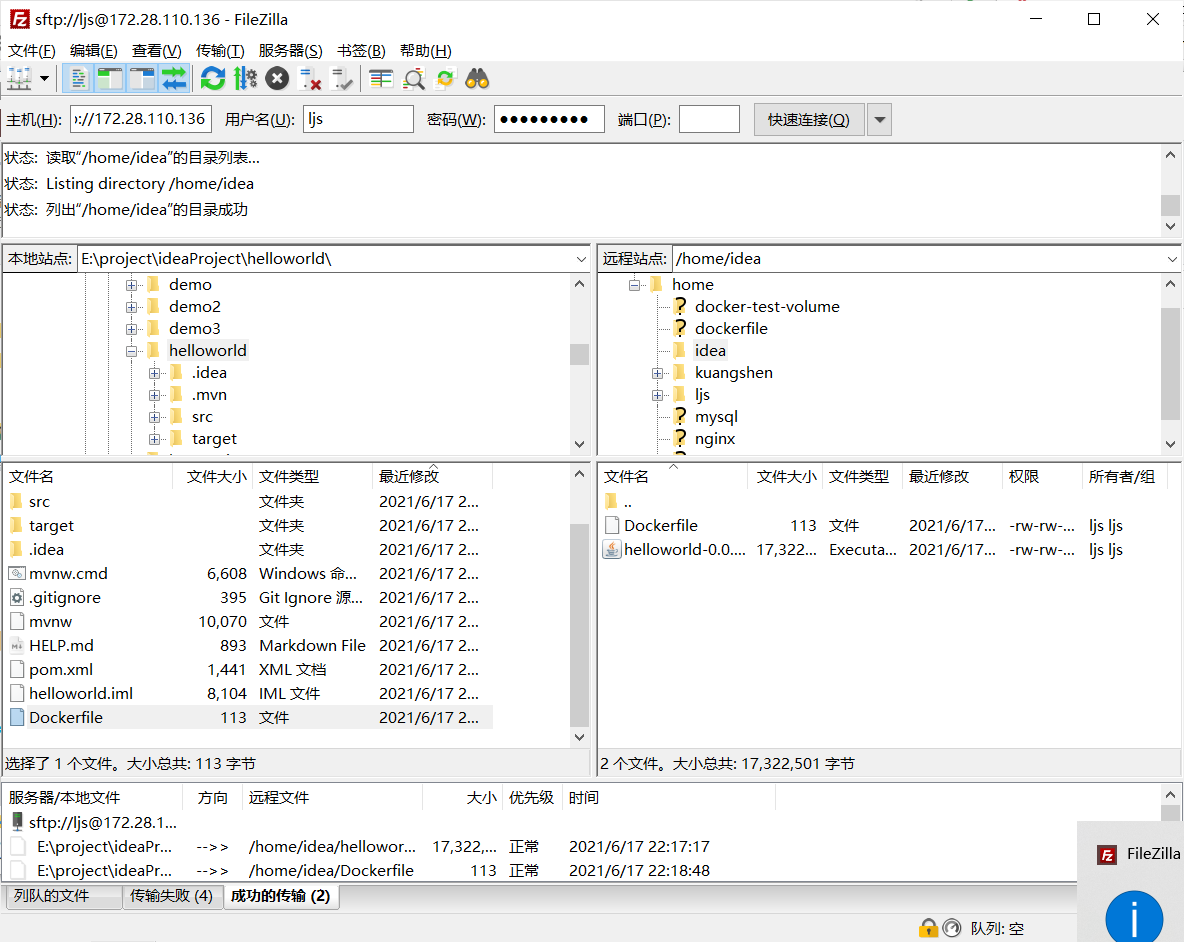 sftp://ljs@172.28.110.136 - FileZilla
文件(F) 编辑(E) 查看(V) 传输(T) 服务器(S) 书签(B) 帮助(H)
主机(H): ://172.28.110.136 用户名(U): ljs 密码(W): ●●●●●●●●● 端口(P): 快速连接(Q)
状态: 读取“/home/idea”的目录列表...
状态: Listing directory /home/idea
状态: 列出“/home/idea”的目录成功
本地站点: E:\project\ideaProject\helloworld\
demo
demo2
demo3
helloworld
.idea
.mvn
src
target
远程站点: /home/idea
home
docker-test-volume
dockerfile
idea
kuangshen
ljs
mysql
nginx
文件名 文件大小 文件类型 最近修改
src 文件夹 2021/6/17 2...
target 文件夹 2021/6/17 2...
.idea 文件夹 2021/6/17 2...
mvnw.cmd 6,608 Windows 命... 2021/6/17 2...
.gitignore 395 Git Ignore 源... 2021/6/17 2...
mvnw 10,070 文件 2021/6/17 2...
HELP.md 893 Markdown File 2021/6/17 2...
pom.xml 1,441 XML 文档 2021/6/17 2...
helloworld.iml 8,104 IML 文件 2021/6/17 2...
Dockerfile 113 文件 2021/6/17 2...
选择了 1 个文件。大小总共: 113 字节
文件名 文件大小 文件类型 最近修改 权限 所有者/组
..
Dockerfile 113 文件 2021/6/17... -rw-rw-... ljs ljs
helloworld-0.0.... 17,322... Executa... 2021/6/17... -rw-rw-... ljs ljs
2 个文件。大小总共: 17,322,501 字节
服务器/本地文件 方向 远程文件 大小 优先级 时间
sftp://ljs@172.28.1...
E:\project\ideaPr... -->> /home/idea/hellowor... 17,322,... 正常 2021/6/17 22:17:17
E:\project\ideaPr... -->> /home/idea/Dockerfile 113 正常 2021/6/17 22:18:48
列队的文件 传输失败 (4) 成功的传输 (2)
FileZilla
队列: 空